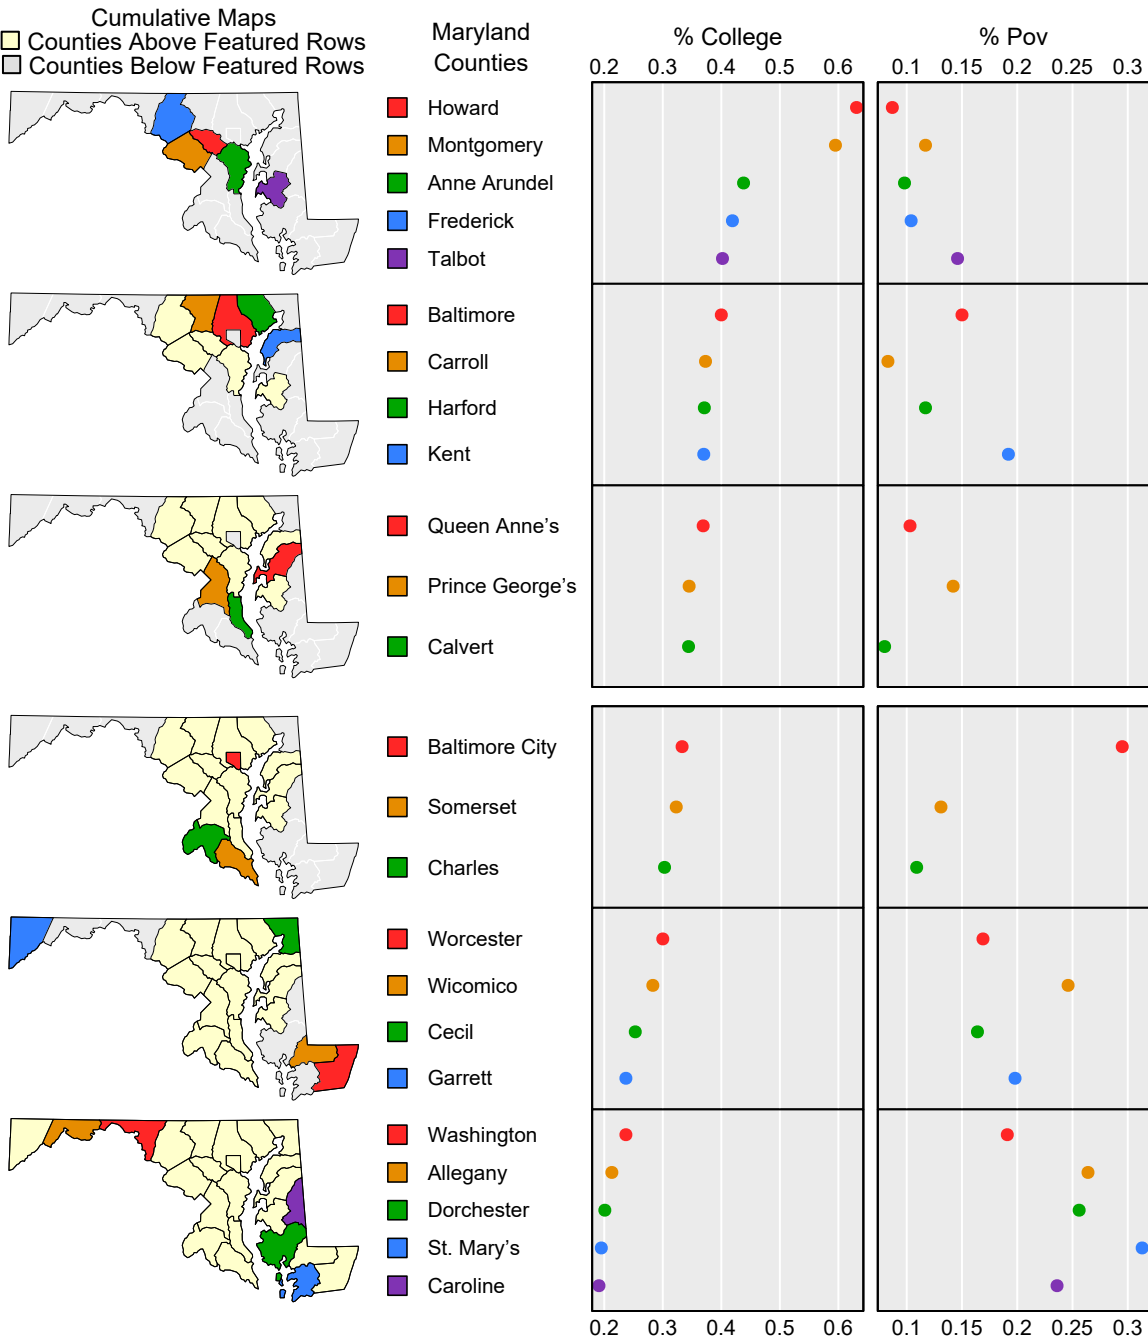 Cumulative Maps
Counties Above Featured Rows
Counties Below Featured Rows
Maryland
Counties
% College
% Pov
0.2 0.3 0.4 0.5 0.6
0.1 0.15 0.2 0.25 0.3
Howard
Montgomery
Anne Arundel
Frederick
Talbot
Baltimore
Carroll
Harford
Kent
Queen Anne’s
Prince George’s
Calvert
Baltimore City
Somerset
Charles
Worcester
Wicomico
Cecil
Garrett
Washington
Allegany
Dorchester
St. Mary’s
Caroline
0.2 0.3 0.4 0.5 0.6
0.1 0.15 0.2 0.25 0.3